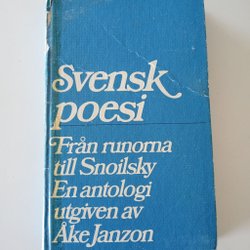 Svensk
poesi
Från runorna
till Snoilsky
En antologi
utgiven av
Åke Janzon